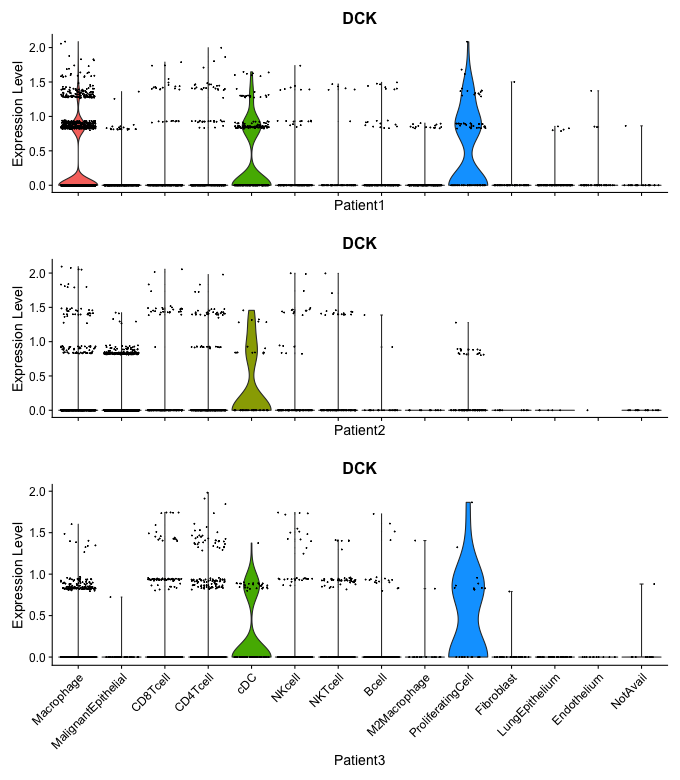 DCK
Expression Level
2.0
1.5
1.0
0.5
0.0
Patient1
DCK
Expression Level
2.0
1.5
1.0
0.5
0.0
Patient2
DCK
Expression Level
2.0
1.5
1.0
0.5
0.0
Macrophage
MalignantEpithelial
CD8Tcell
CD4Tcell
cDC
NKcell
NKTcell
Bcell
M2Macrophage
ProliferatingCell
Fibroblast
LungEpithelium
Endothelium
NotAvail
Patient3